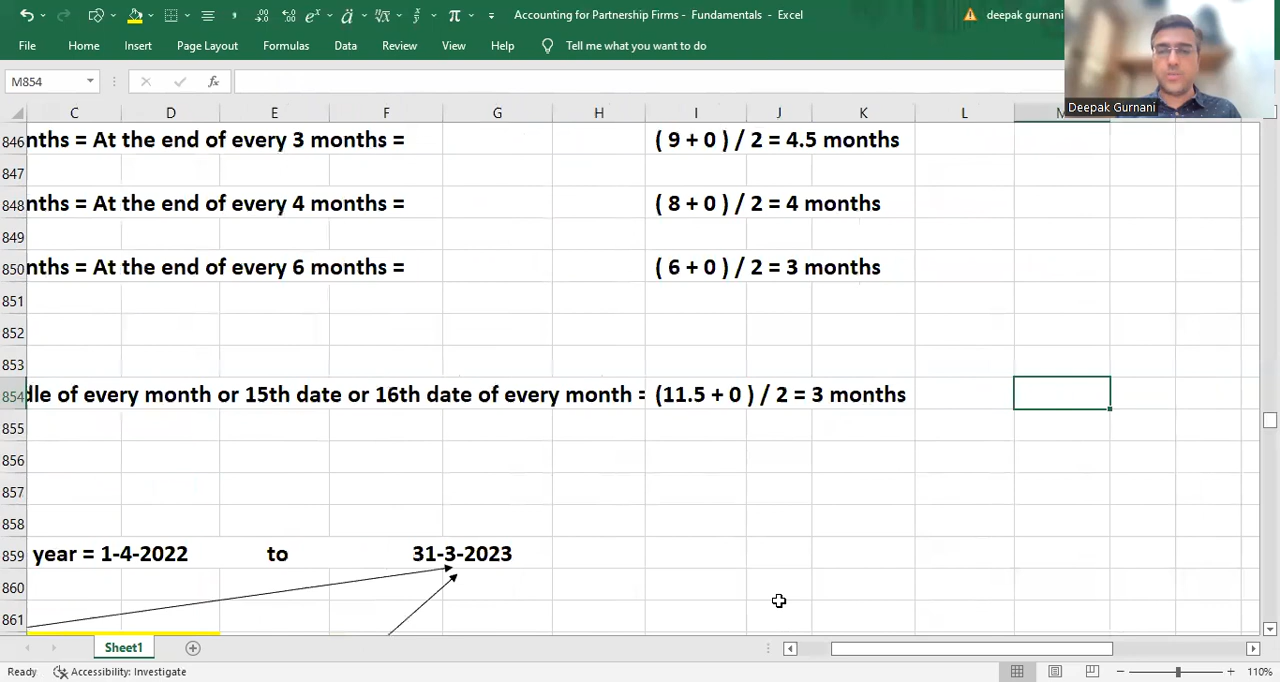 Accounting for Partnership Firms - Fundamentals - Excel
deepak gurnani
File Home Insert Page Layout Formulas Data Review View Help Tell me what you want to do
M854
fx
Deepak Gurnani
C D E F G H I J K L M
846 nths = At the end of every 3 months = ( 9 + 0 ) / 2 = 4.5 months
847
848 nths = At the end of every 4 months = ( 8 + 0 ) / 2 = 4 months
849
850 nths = At the end of every 6 months = ( 6 + 0 ) / 2 = 3 months
851
852
853
854 dle of every month or 15th date or 16th date of every month = (11.5 + 0 ) / 2 = 3 months
855
856
857
858
859 year = 1-4-2022 to 31-3-2023
860
861
Sheet1
Ready Accessibility: Investigate 110%